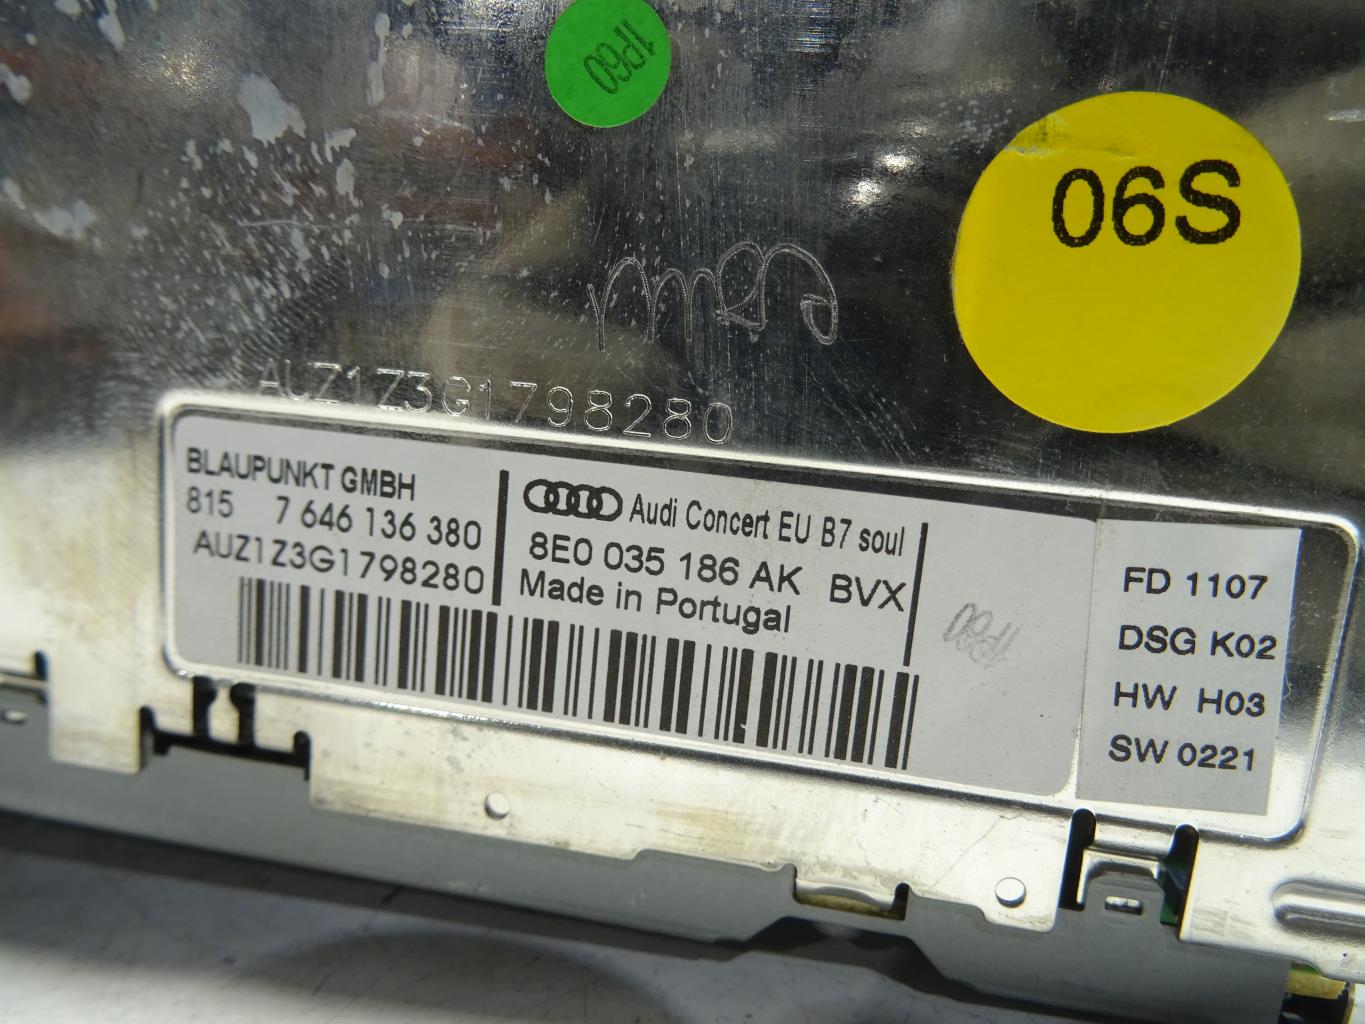 1P60
06S
AUZ1Z3G1798280
BLAUPUNKT GMBH
815 7 646 136 380
AUZ1Z3G1798280
Audi Concert EU B7 soul
8E0 035 186 AK BVX
Made in Portugal
1P60
FD 1107
DSG K02
HW H03
SW 0221